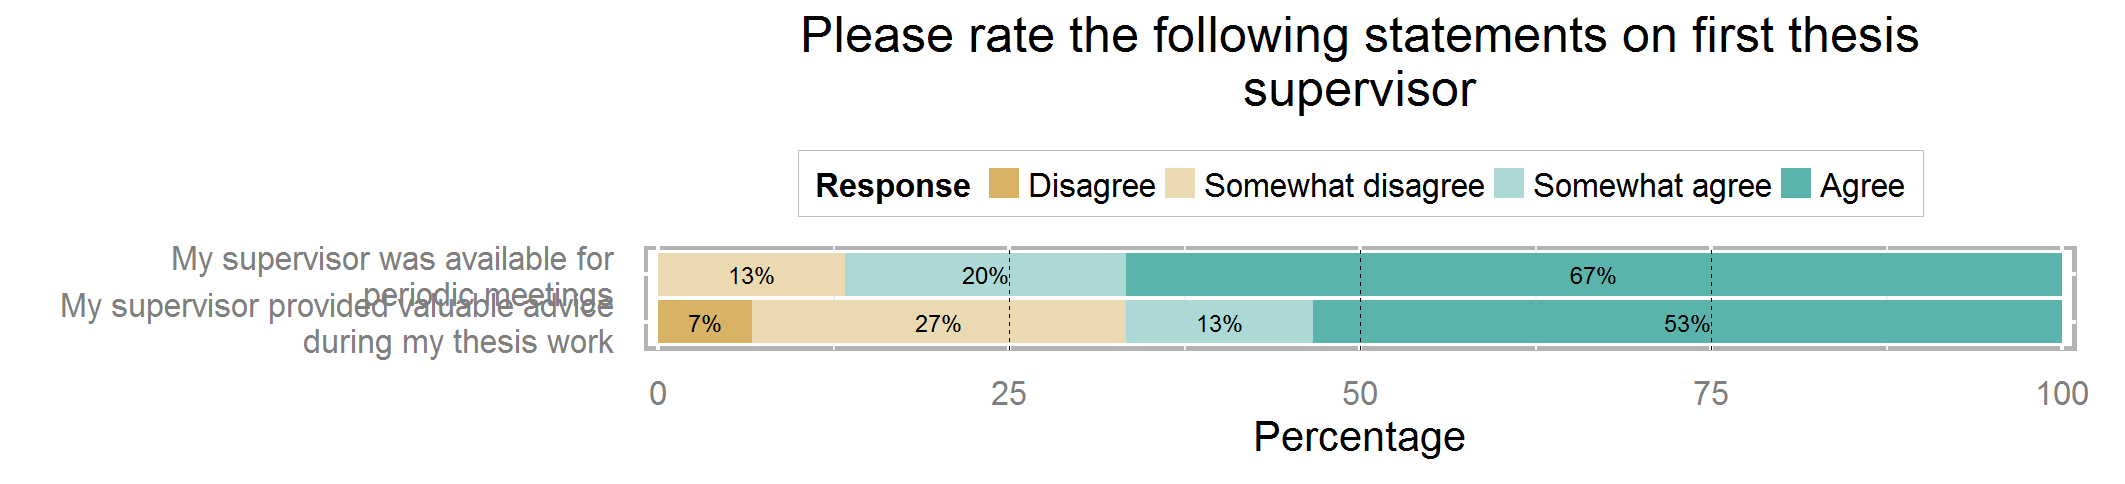 Please rate the following statements on first thesis
supervisor
Response Disagree Somewhat disagree Somewhat agree Agree
My supervisor was available for
periodic meetings
13% 20% 67%
My supervisor provided valuable advice
during my thesis work
7% 27% 13% 53%
0 25 50 75 100
Percentage